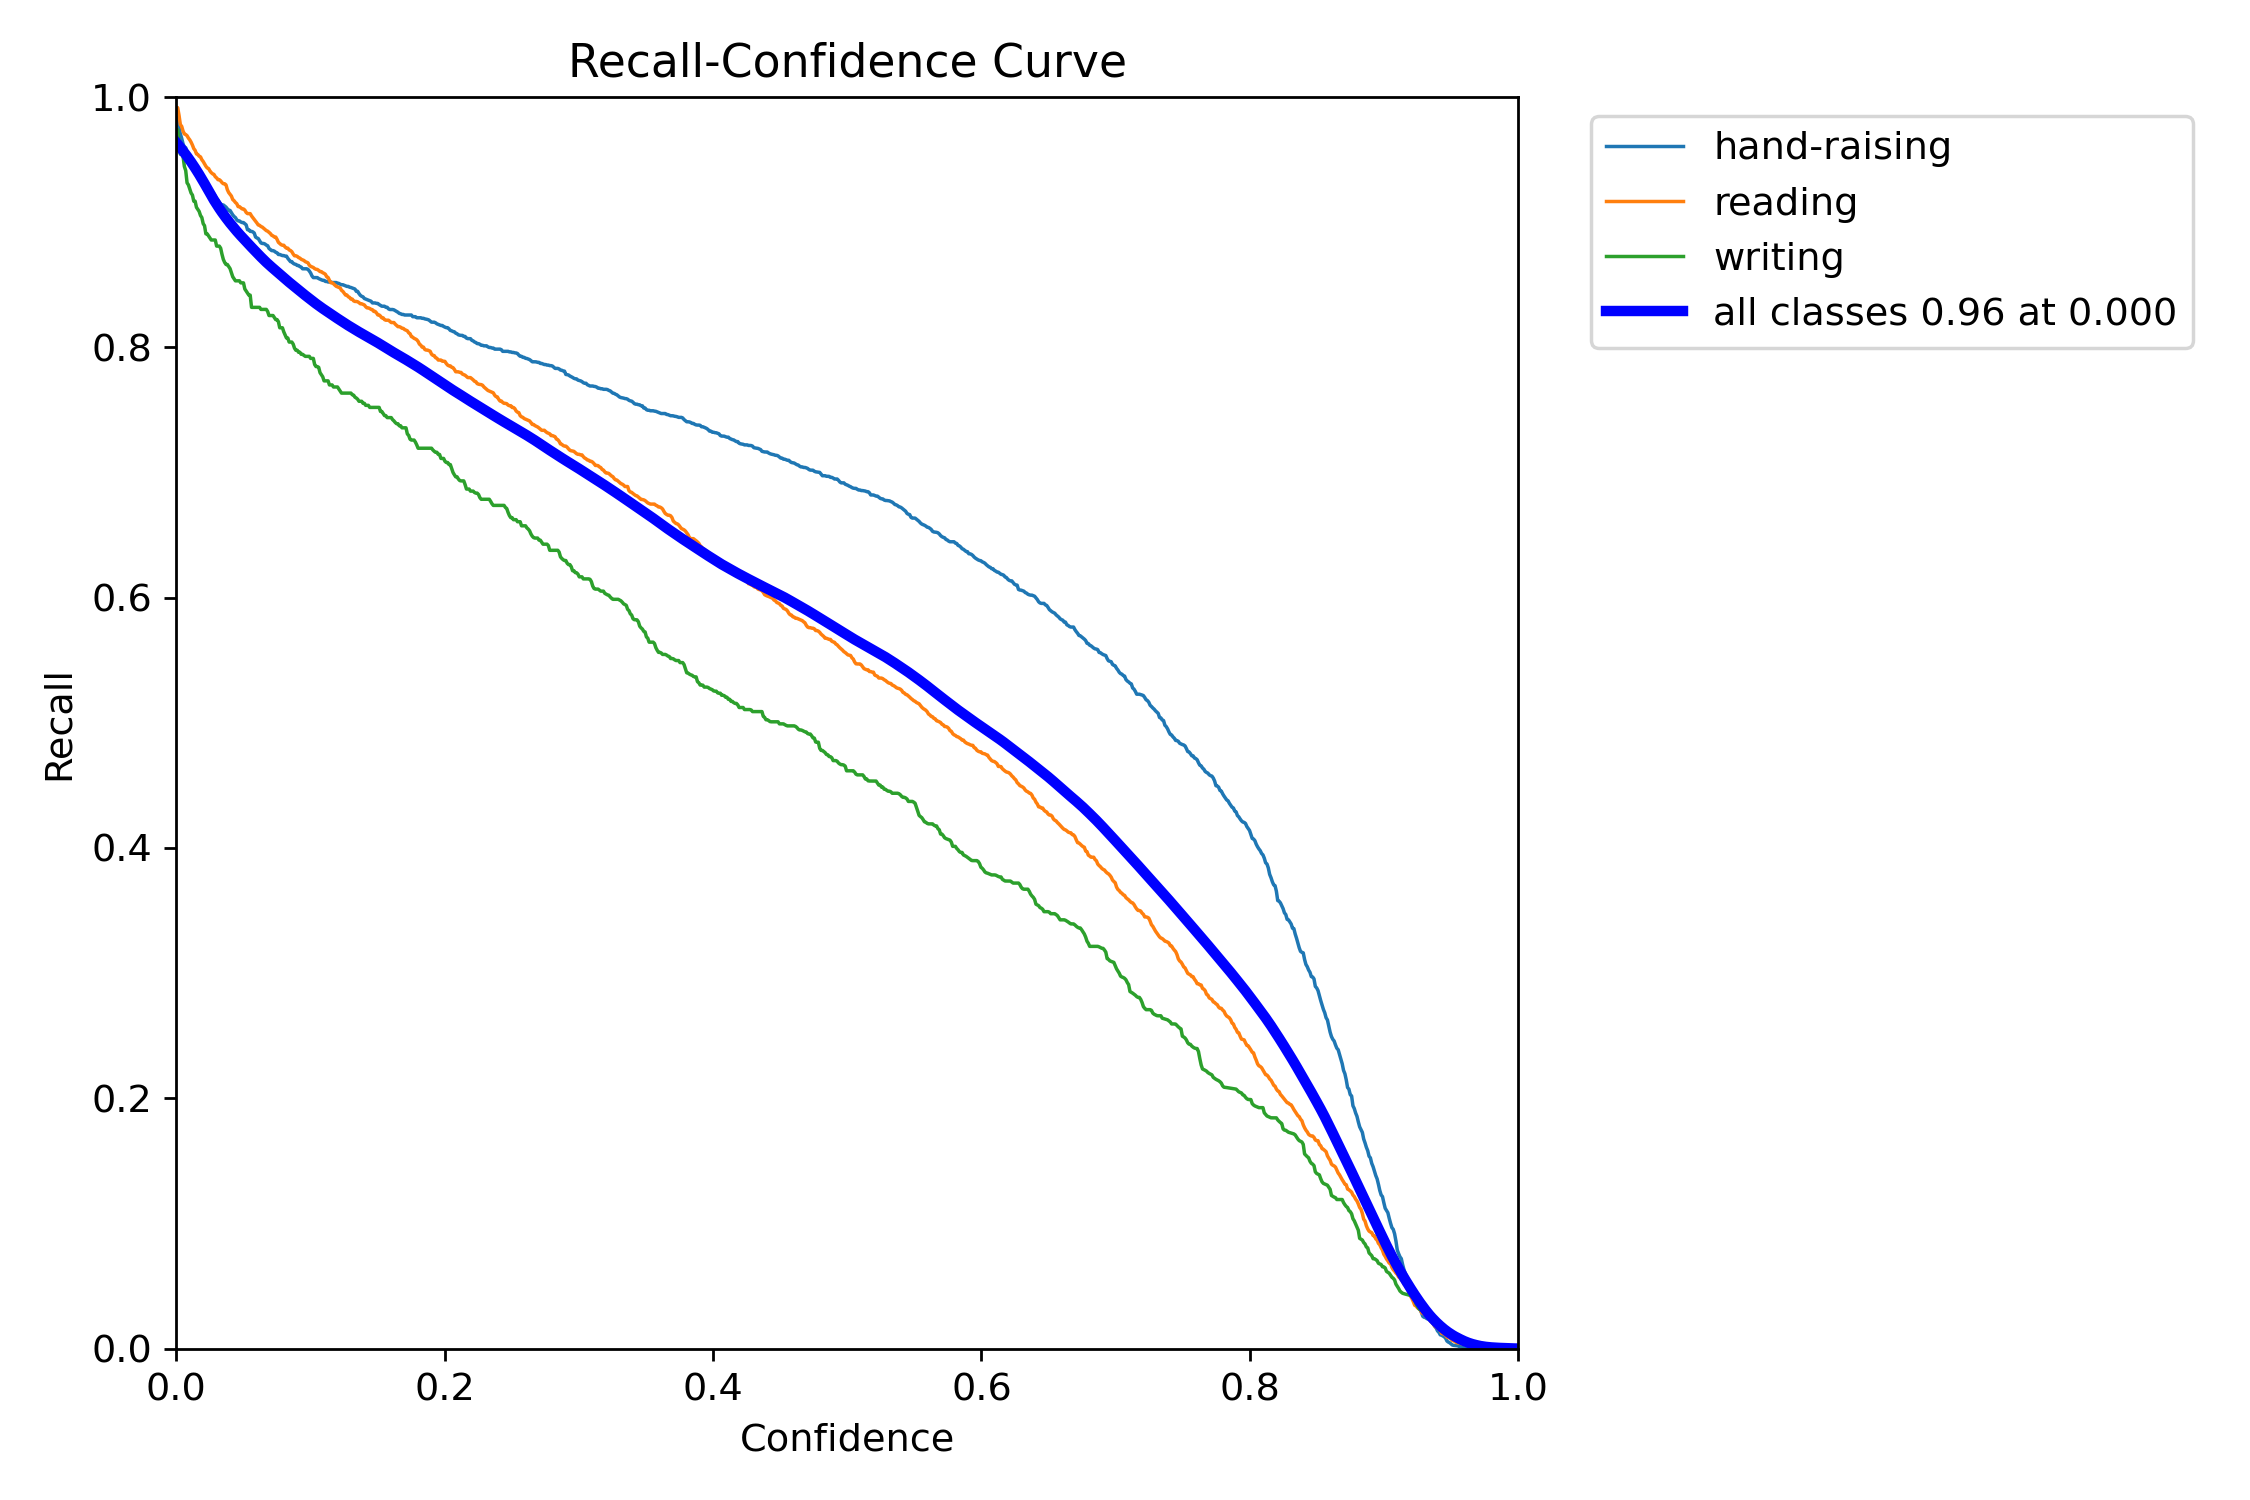 Recall-Confidence Curve
hand-raising
reading
writing
all classes 0.96 at 0.000
1.0
0.8
0.6
0.4
0.2
0.0
Recall
0.0 0.2 0.4 0.6 0.8 1.0
Confidence